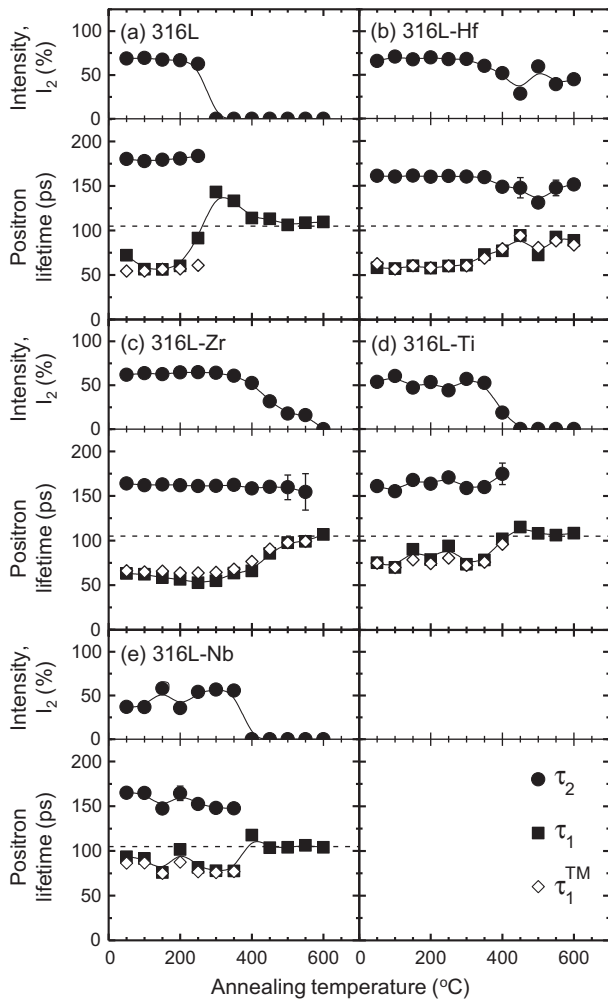 (a) 316L
(b) 316L-Hf
Intensity,
I2 (%)
100
50
0
Positron
lifetime (ps)
200
150
100
50
0
(c) 316L-Zr
(d) 316L-Ti
Intensity,
I2 (%)
100
50
0
Positron
lifetime (ps)
200
150
100
50
0
(e) 316L-Nb
Intensity,
I2 (%)
100
50
0
Positron
lifetime (ps)
200
150
100
50
0
τ2
τ1
τ1TM
0 200 400 600 0 200 400 600
Annealing temperature (oC)